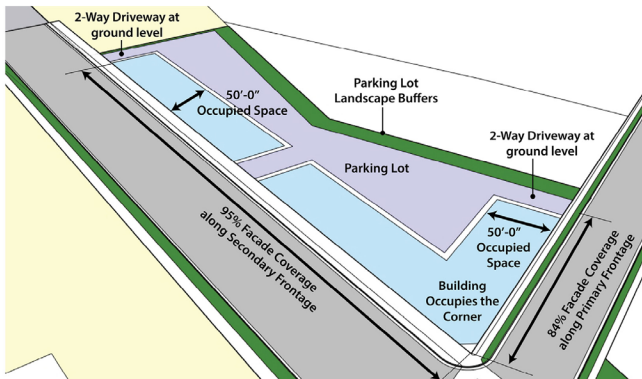 2-Way Driveway at
ground level
50'-0"
Occupied Space
Parking Lot
Landscape Buffers
2-Way Driveway at
ground level
Parking Lot
50'-0"
Occupied
Space
Building
Occupies the
Corner
95% Facade Coverage
along Secondary Frontage
84% Facade Coverage
along Primary Frontage